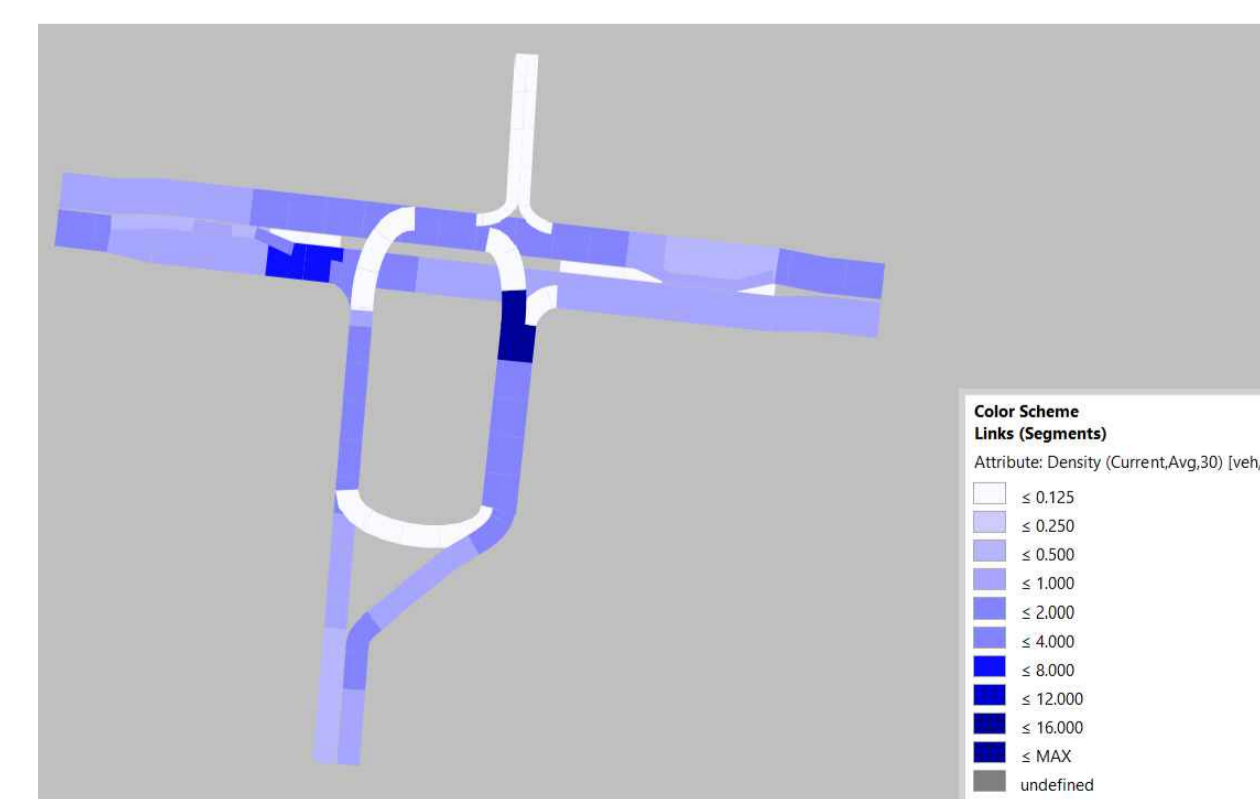 Color Scheme
Links (Segments)
Attribute: Density (Current,Avg,30) [veh,
≤ 0.125
≤ 0.250
≤ 0.500
≤ 1.000
≤ 2.000
≤ 4.000
≤ 8.000
≤ 12.000
≤ 16.000
≤ MAX
undefined